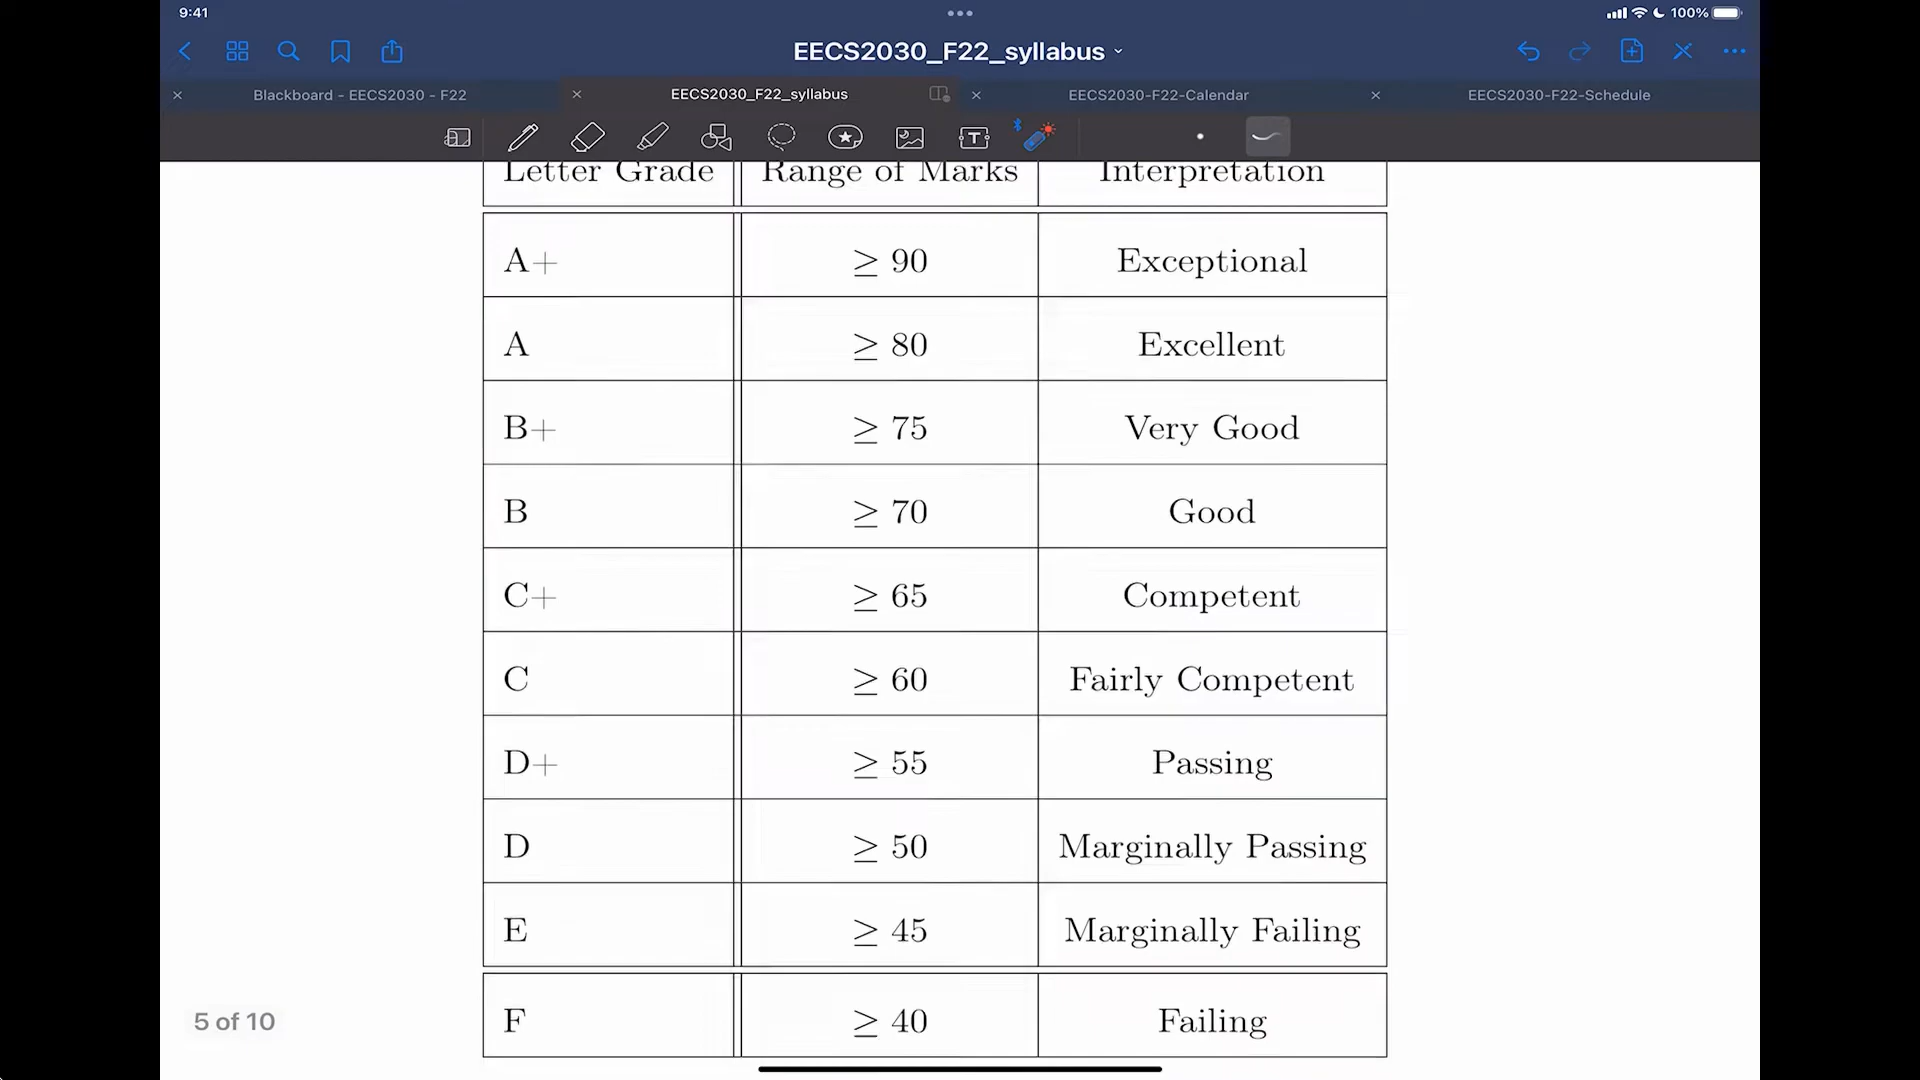 9:41
100%
EECS2030_F22_syllabus
Blackboard - EECS2030 - F22
EECS2030_F22_syllabus
EECS2030-F22-Calendar
EECS2030-F22-Schedule
Letter Grade Range of Marks Interpretation
A+ ≥ 90 Exceptional
A ≥ 80 Excellent
B+ ≥ 75 Very Good
B ≥ 70 Good
C+ ≥ 65 Competent
C ≥ 60 Fairly Competent
D+ ≥ 55 Passing
D ≥ 50 Marginally Passing
E ≥ 45 Marginally Failing
F ≥ 40 Failing
5 of 10